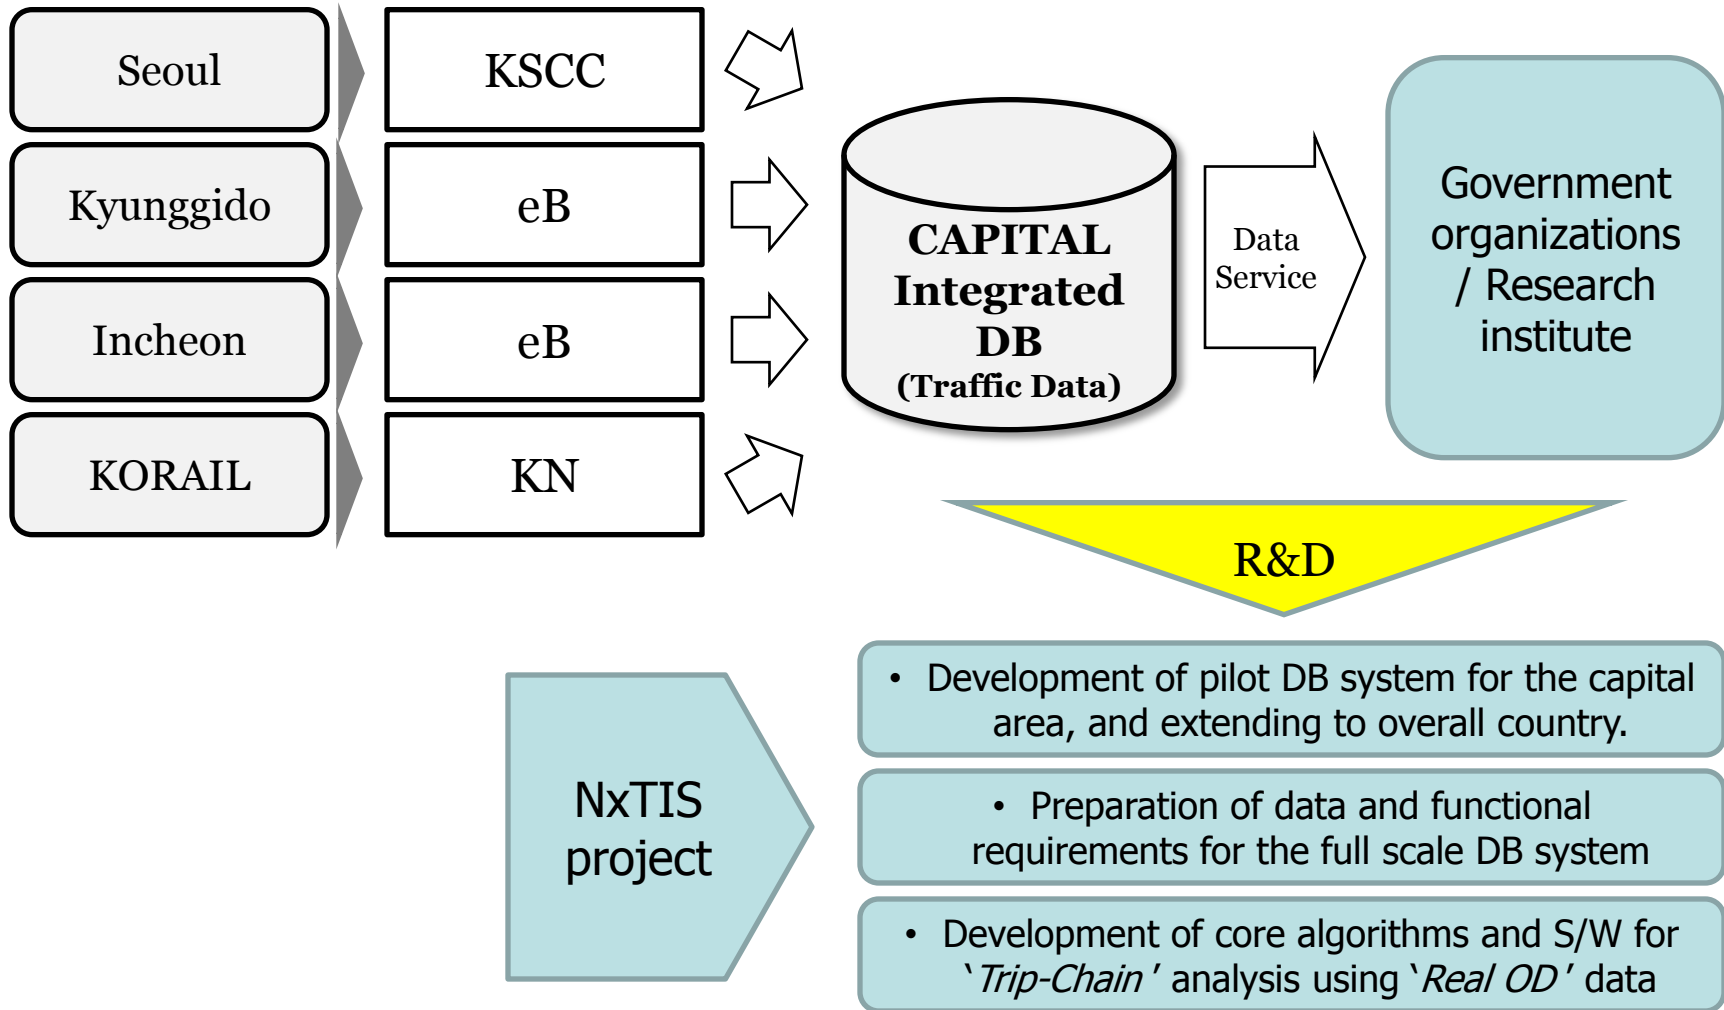 Seoul
KSCC
Kyunggido
eB
Incheon
eB
KORAIL
KN
CAPITAL
Integrated
DB
(Traffic Data)
Data
Service
Government
organizations
/ Research
institute
R&D
NxTIS
project
• Development of pilot DB system for the capital
area, and extending to overall country.
• Preparation of data and functional
requirements for the full scale DB system
• Development of core algorithms and S/W for
‘Trip-Chain ’ analysis using ‘Real OD ’ data